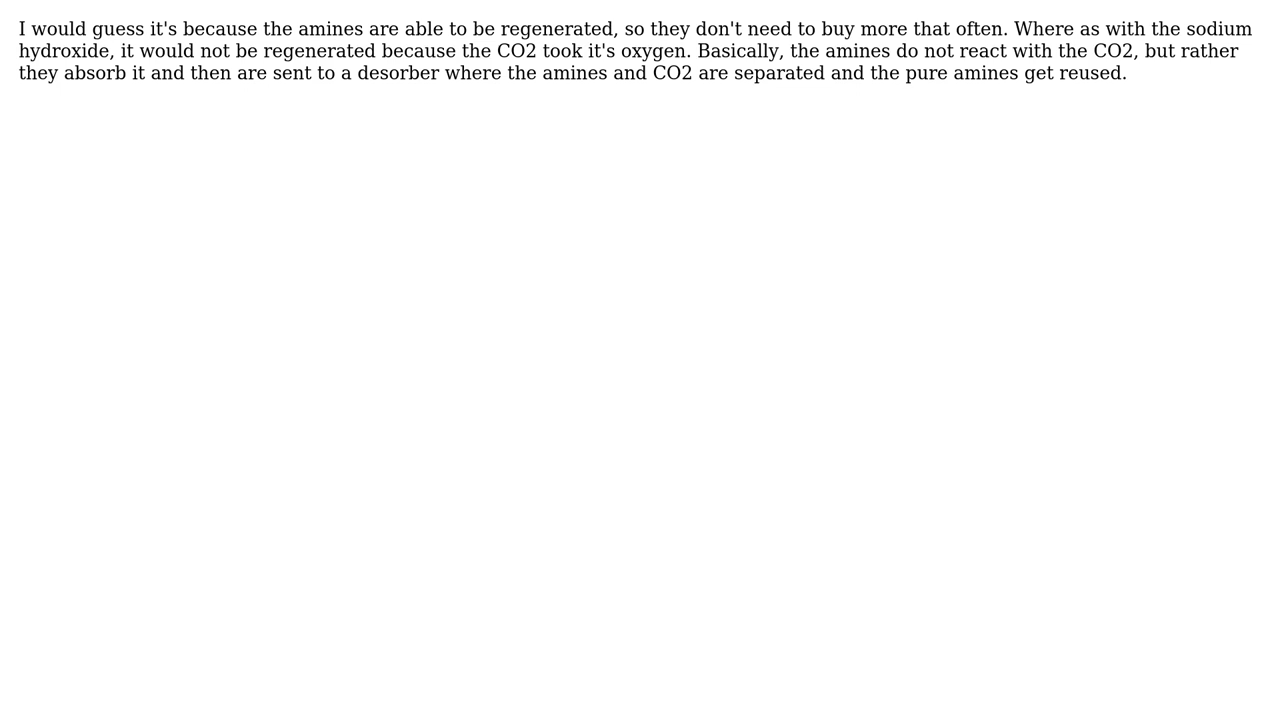 I would guess it's because the amines are able to be regenerated, so they don't need to buy more that often. Where as with the sodium
hydroxide, it would not be regenerated because the CO2 took it's oxygen. Basically, the amines do not react with the CO2, but rather
they absorb it and then are sent to a desorber where the amines and CO2 are separated and the pure amines get reused.